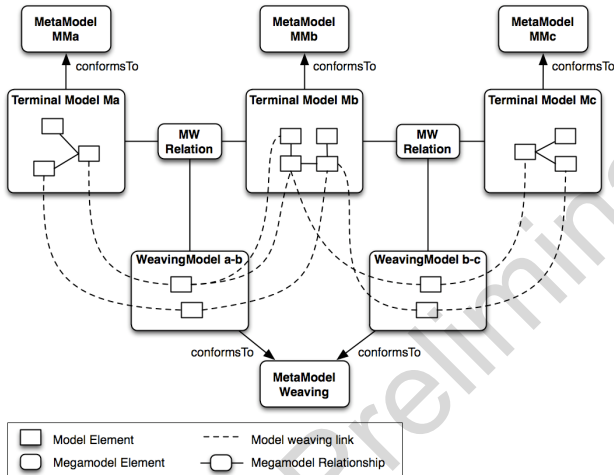 MetaModel
MMa
MetaModel
MMb
MetaModel
MMc
conformsTo
conformsTo
conformsTo
Terminal Model Ma
Terminal Model Mb
Terminal Model Mc
MW
Relation
MW
Relation
WeavingModel a-b
WeavingModel b-c
conformsTo
conformsTo
MetaModel
Weaving
Model Element
Model weaving link
Megamodel Element
Megamodel Relationship